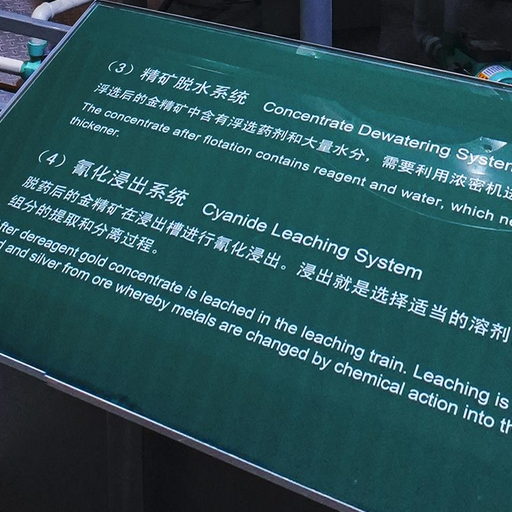 （3）精矿脱水系统 Concentrate Dewatering System
浮选后的金精矿中含有浮选药剂和大量水分，需要利用浓密机
The concentrate after flotation contains reagent and water, which
thickener.
（4）氰化浸出系统 Cyanide Leaching System
脱药后的金精矿在浸出槽进行氰化浸出。浸出就是选择适当的溶剂
组分的提取和分离过程。
After dereagent gold concentrate is leached in the leaching train. Leaching is
and silver from ore whereby metals are changed by chemical action into